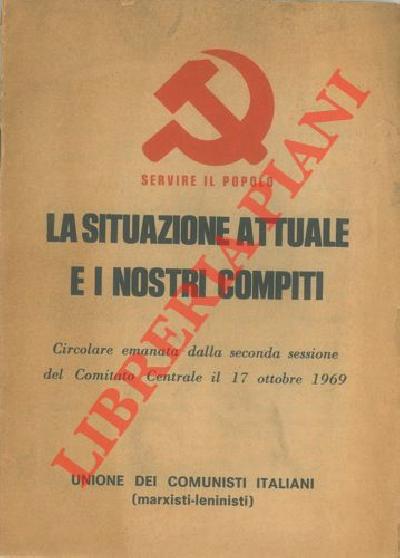 SERVIRE IL POPOLO
LA SITUAZIONE ATTUALE
E I NOSTRI COMPITI
Circolare emanata dalla seconda sessione
del Comitato Centrale il 17 ottobre 1969
UNIONE DEI COMUNISTI ITALIANI
(marxisti-leninisti)
LIBRERIA PIANI